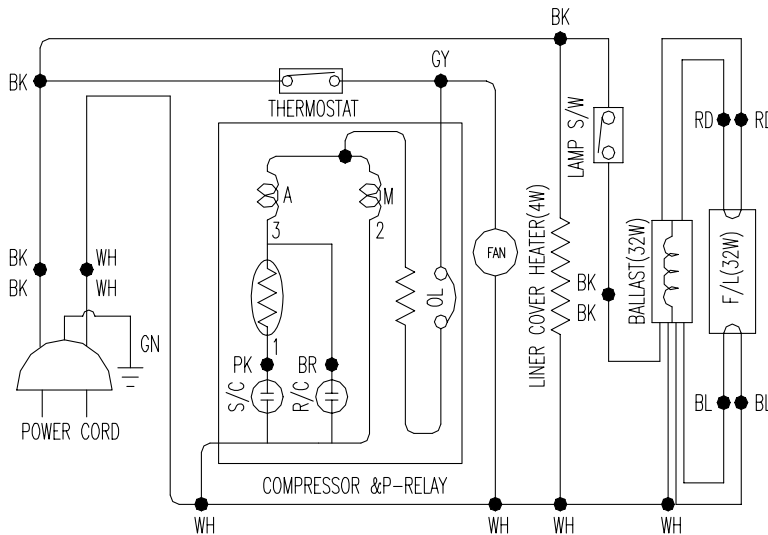 BK
GY
BK
THERMOSTAT
LAMP S/W
RD
RD
A
M
3
2
LINER COVER HEATER(4W)
FAN
BALLAST(32W)
F/L(32W)
BK
WH
BK
WH
BK
BK
OL
GN
1
PK
BR
S/C
R/C
BL
BL
POWER CORD
COMPRESSOR &P-RELAY
WH
WH
WH
WH